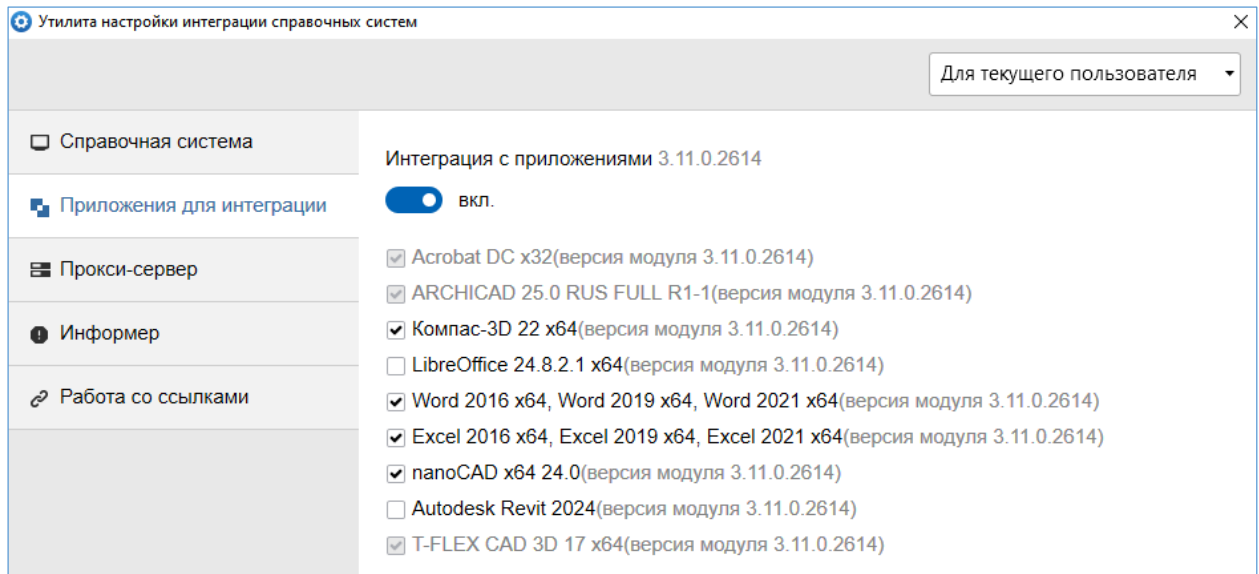 Утилита настройки интеграции справочных систем
Для текущего пользователя
Справочная система
Приложения для интеграции
Прокси-сервер
Информер
Работа со ссылками
Интеграция с приложениями 3.11.0.2614
вкл.
Acrobat DC x32(версия модуля 3.11.0.2614)
ARCHICAD 25.0 RUS FULL R1-1(версия модуля 3.11.0.2614)
Компас-3D 22 x64(версия модуля 3.11.0.2614)
LibreOffice 24.8.2.1 x64(версия модуля 3.11.0.2614)
Word 2016 x64, Word 2019 x64, Word 2021 x64(версия модуля 3.11.0.2614)
Excel 2016 x64, Excel 2019 x64, Excel 2021 x64(версия модуля 3.11.0.2614)
nanoCAD x64 24.0(версия модуля 3.11.0.2614)
Autodesk Revit 2024(версия модуля 3.11.0.2614)
T-FLEX CAD 3D 17 x64(версия модуля 3.11.0.2614)